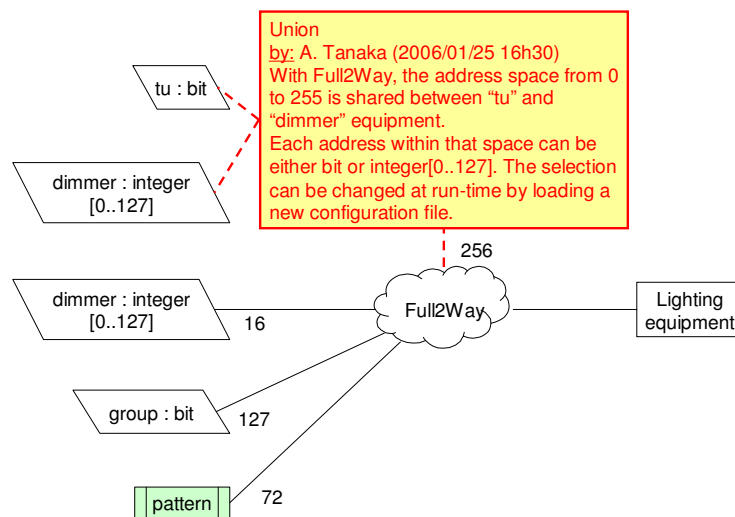 Union
by: A. Tanaka (2006/01/25 16h30)
With Full2Way, the address space from 0
to 255 is shared between “tu” and
“dimmer” equipment.
Each address within that space can be
either bit or integer[0..127]. The selection
can be changed at run-time by loading a
new configuration file.
tu : bit
dimmer : integer
[0..127]
256
dimmer : integer
[0..127]
16
Full2Way
Lighting
equipment
group : bit
127
pattern
72